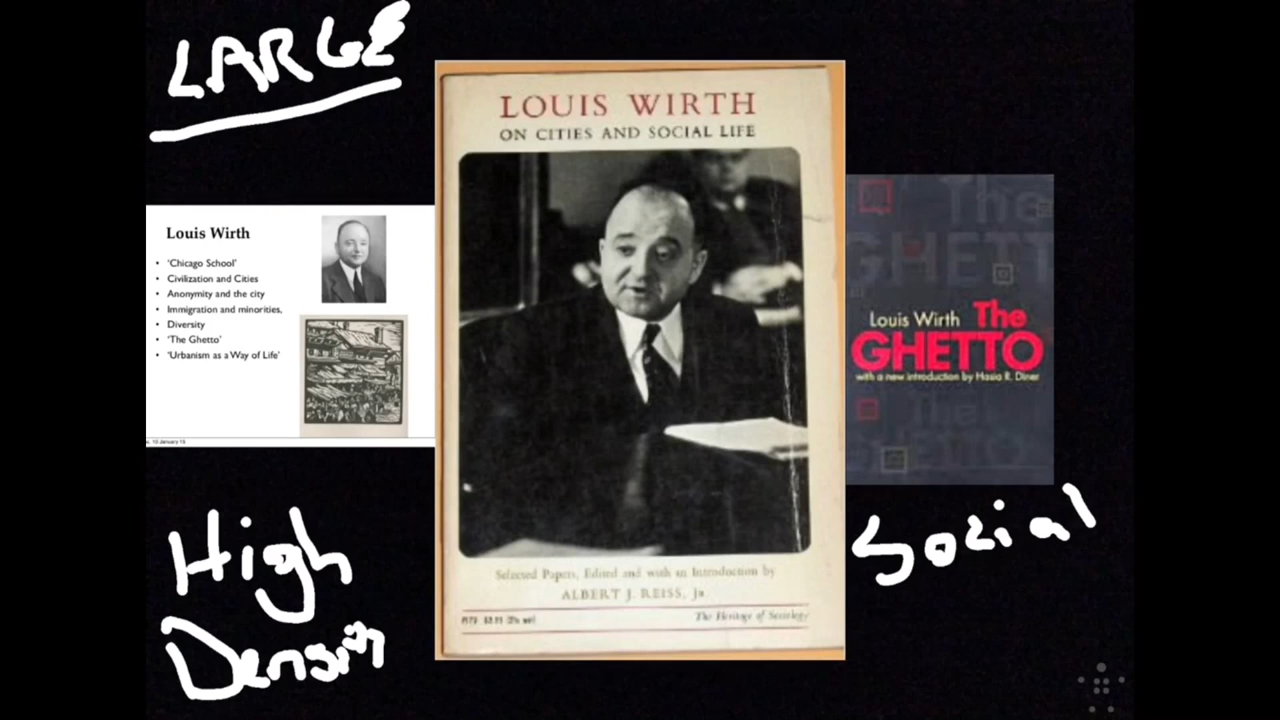 LARGE
LOUIS WIRTH
ON CITIES AND SOCIAL LIFE
Selected Papers, Edited and with an Introduction by
ALBERT J. REISS, Jr.
The Heritage of Sociology
Louis Wirth
• 'Chicago School'
• Civilization and Cities
• Anonymity and the city
• Immigration and minorities,
• Diversity
• 'The Ghetto'
• 'Urbanism as a Way of Life'
The
GHETTO
Louis Wirth The
GHETTO
with a new introduction by Hasia R. Diner
High
Density
Social